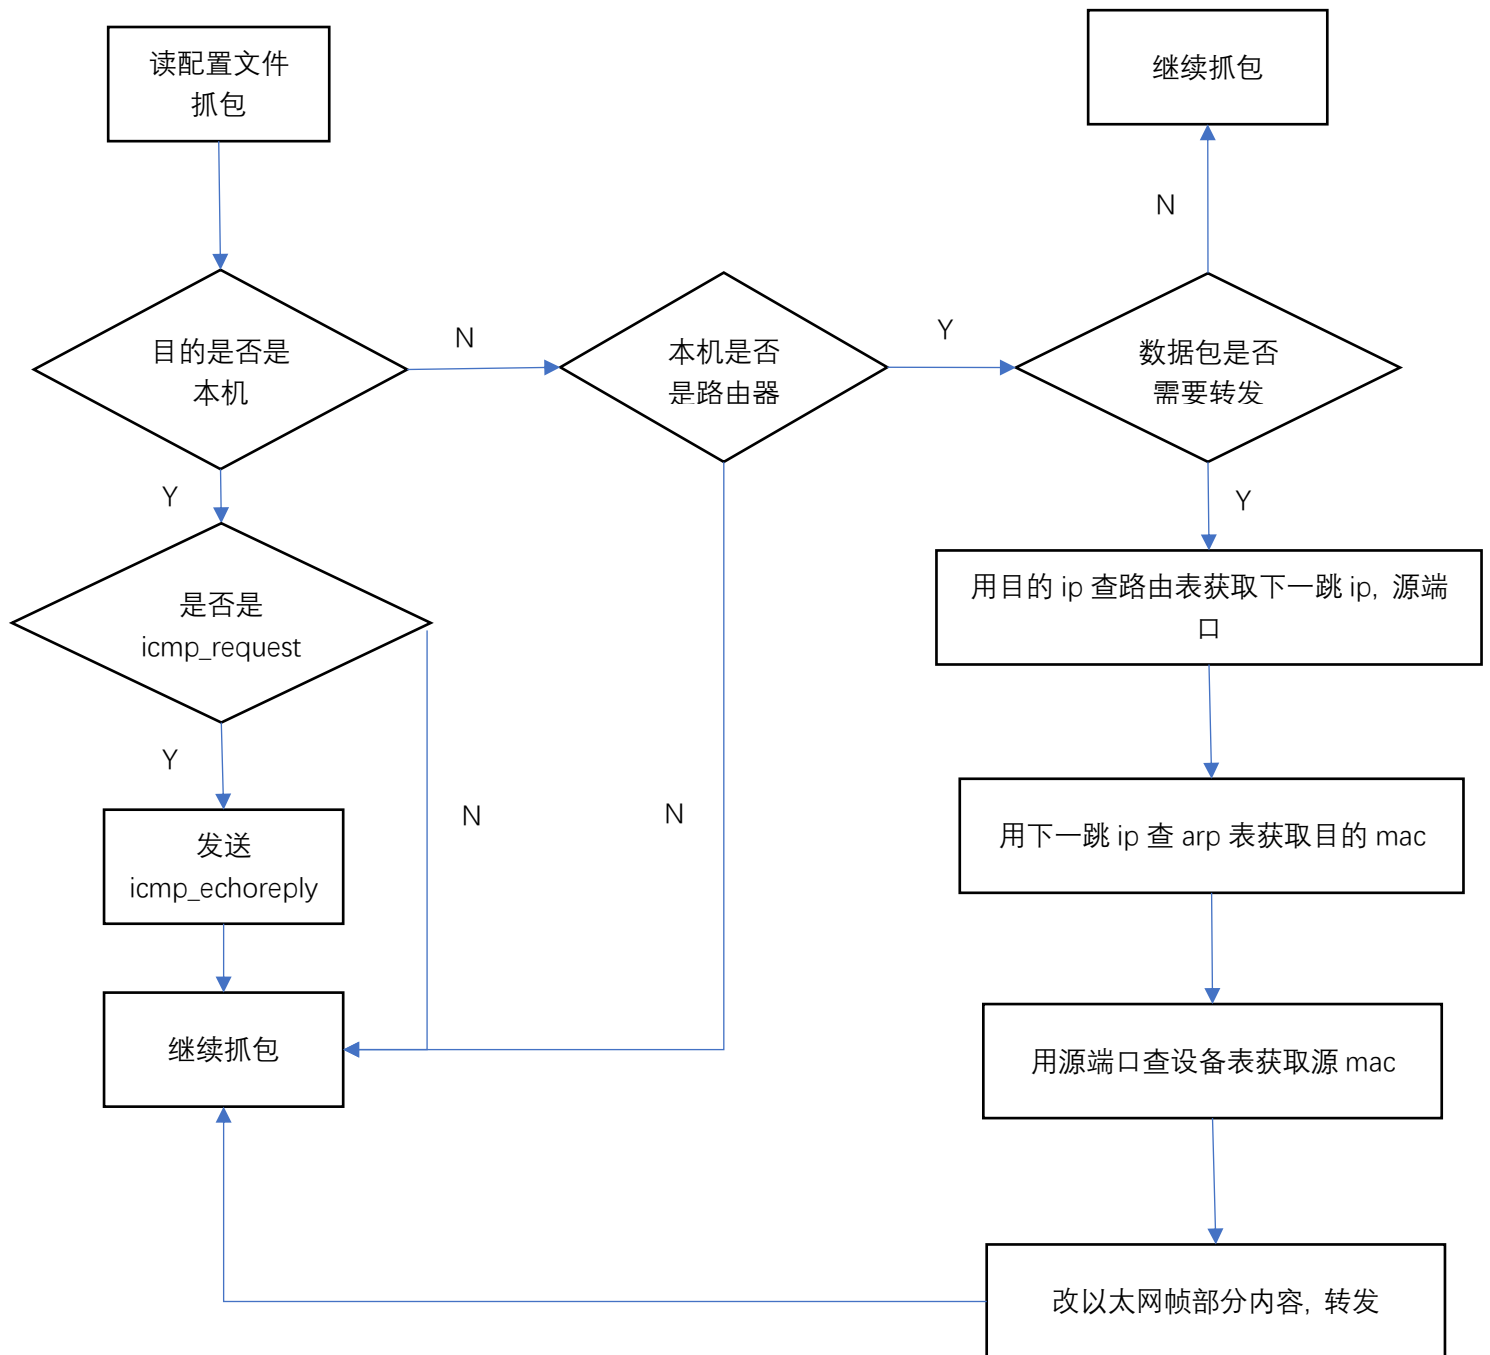 读配置文件
抓包
继续抓包
N
目的是否是
本机
N
本机是否
是路由器
Y
数据包是否
需要转发
Y
Y
是否是
icmp_request
用目的 ip 查路由表获取下一跳 ip, 源端
口
Y
N
N
发送
icmp_echoreply
用下一跳 ip 查 arp 表获取目的 mac
继续抓包
用源端口查设备表获取源 mac
改以太网帧部分内容, 转发